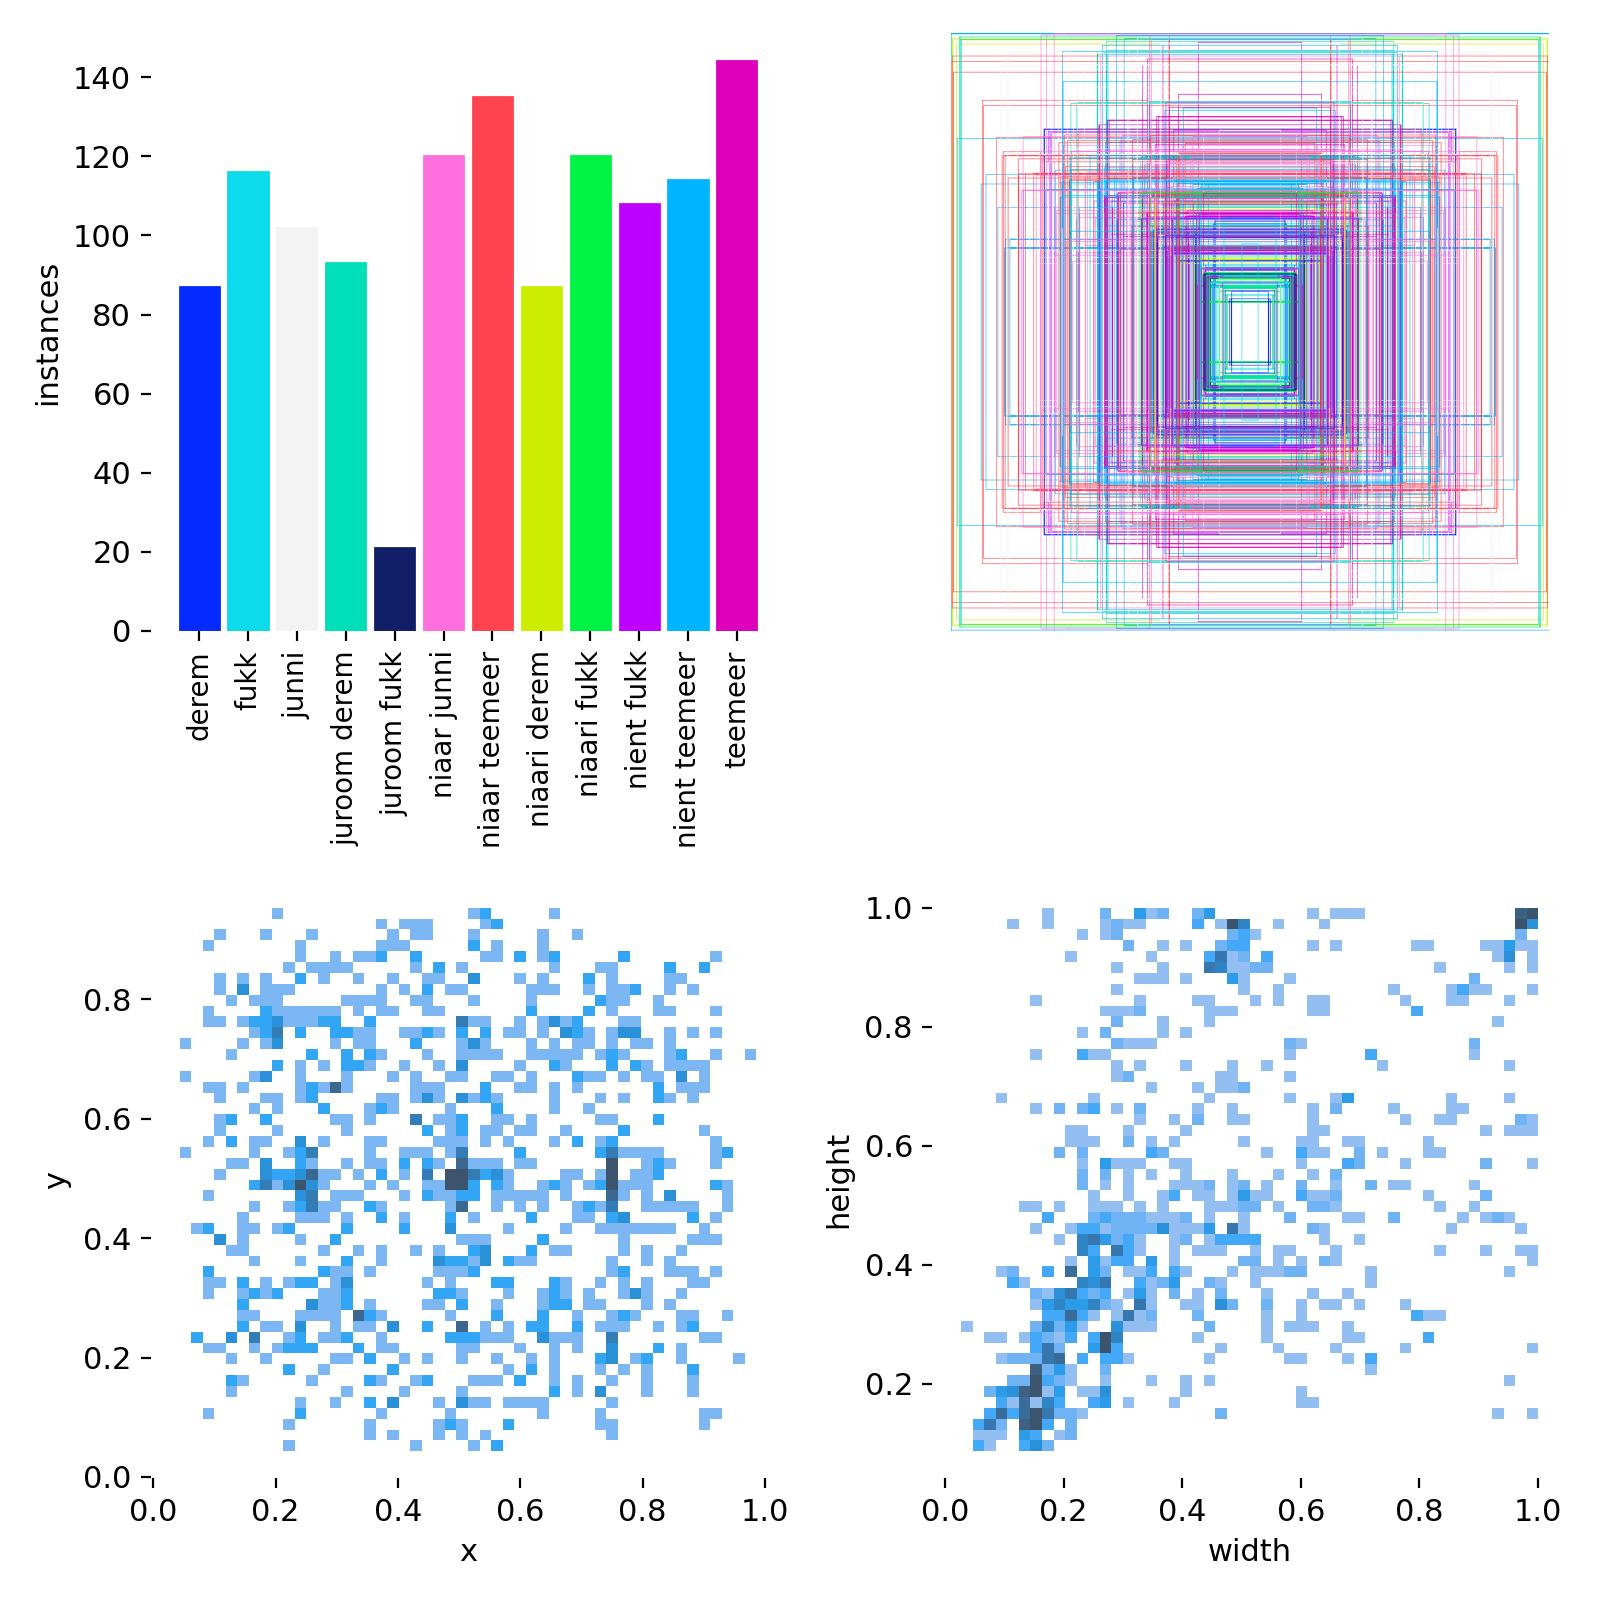 instances
140
120
100
80
60
40
20
0
derem
fukk
junni
juroom derem
juroom fukk
niaar junni
niaar teemeer
niaari derem
niaari fukk
nient fukk
nient teemeer
teemeer
y
0.8
0.6
0.4
0.2
0.0
0.0 0.2 0.4 0.6 0.8 1.0
x
height
1.0
0.8
0.6
0.4
0.2
0.0 0.2 0.4 0.6 0.8 1.0
width